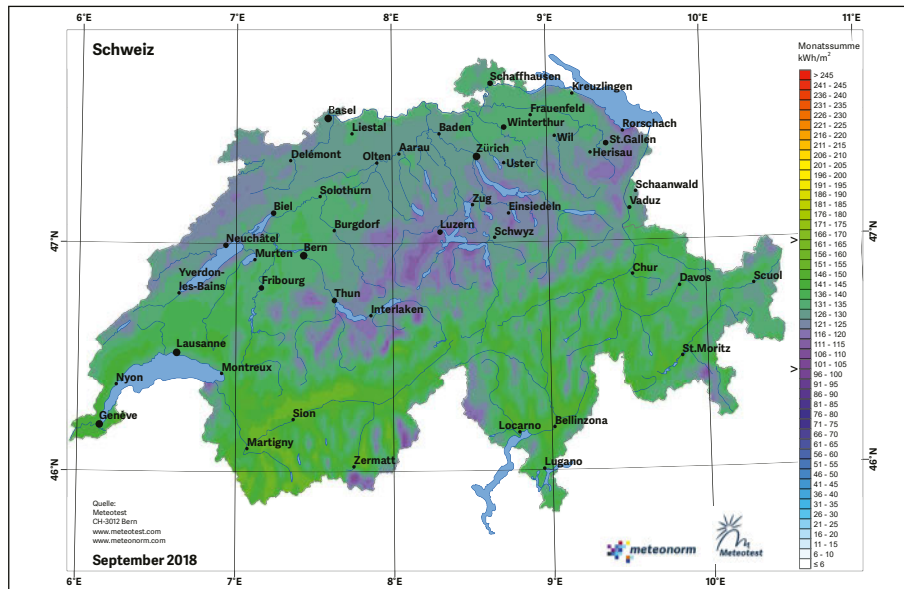 6°E 7°E 8°E 9°E 10°E 11°E
Schweiz
Monatssumme
kWh/m²
> 245
241 - 245
236 - 240
231 - 235
226 - 230
221 - 225
216 - 220
211 - 215
206 - 210
201 - 205
196 - 200
191 - 195
186 - 190
181 - 185
176 - 180
171 - 175
166 - 170
161 - 165
156 - 160
151 - 155
146 - 150
141 - 145
136 - 140
131 - 135
126 - 130
121 - 125
116 - 120
111 - 115
106 - 110
101 - 105
96 - 100
91 - 95
86 - 90
81 - 85
76 - 80
71 - 75
66 - 70
61 - 65
56 - 60
51 - 55
46 - 50
41 - 45
36 - 40
31 - 35
26 - 30
21 - 25
16 - 20
11 - 15
6 - 10
≤ 6
Schaffhausen
Kreuzlingen
Basel
Frauenfeld
Liestal
Baden
Winterthur
Wil
Rorschach
St.Gallen
Delémont
Olten
Aarau
Zürich
Uster
Herisau
Solothurn
Schaanwald
Biel
Zug
Einsiedeln
Vaduz
Burgdorf
Luzern
Schwyz
47°N
47°N
Neuchâtel
Murten
Bern
Yverdon-
les-Bains
Fribourg
Chur
Davos
Scuol
Thun
Interlaken
Lausanne
St.Moritz
Montreux
Nyon
Genève
Sion
Locarno
Bellinzona
Martigny
Zermatt
Lugano
46°N
46°N
Quelle:
Meteotest
CH-3012 Bern
www.meteotest.com
www.meteonorm.com
September 2018
meteonorm
Meteotest
6°E 7°E 8°E 9°E 10°E